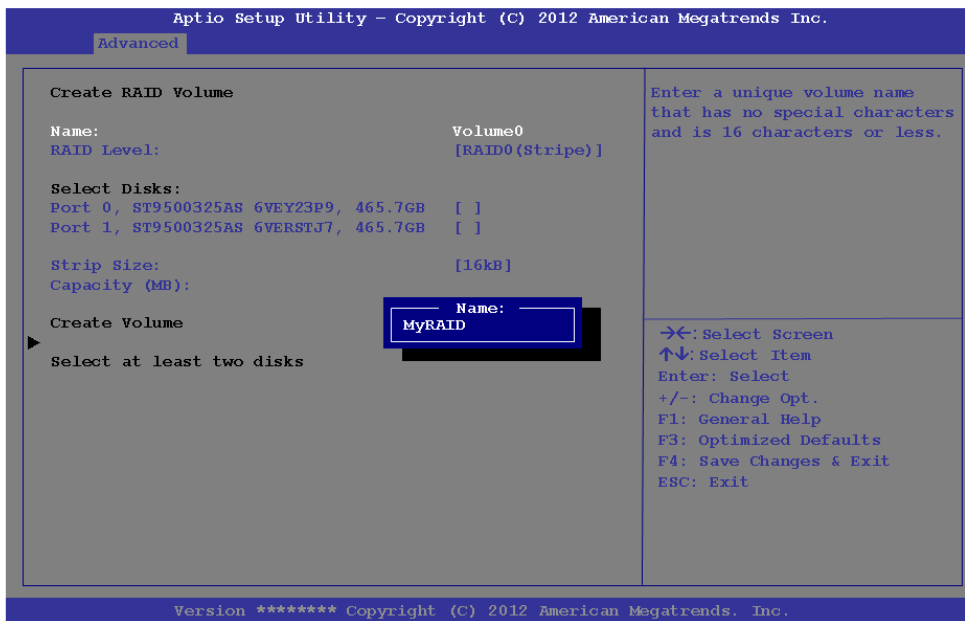 Aptio Setup Utility – Copyright (C) 2012 American Megatrends Inc.
Advanced
Create RAID Volume
Name: Volume0
RAID Level: [RAID0(Stripe)]
Select Disks:
Port 0, ST9500325AS 6VEY23P9, 465.7GB [ ]
Port 1, ST9500325AS 6VERSTJ7, 465.7GB [ ]
Strip Size: [16kB]
Capacity (MB):
Create Volume
Select at least two disks
Name:
MyRAID
Enter a unique volume name
that has no special characters
and is 16 characters or less.
→←: Select Screen
↑↓: Select Item
Enter: Select
+/-: Change Opt.
F1: General Help
F3: Optimized Defaults
F4: Save Changes & Exit
ESC: Exit
Version ******** Copyright (C) 2012 American Megatrends. Inc.